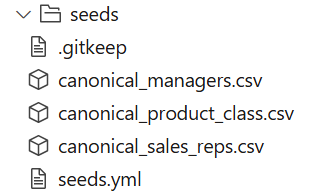 seeds
.gitkeep
canonical_managers.csv
canonical_product_class.csv
canonical_sales_reps.csv
seeds.yml